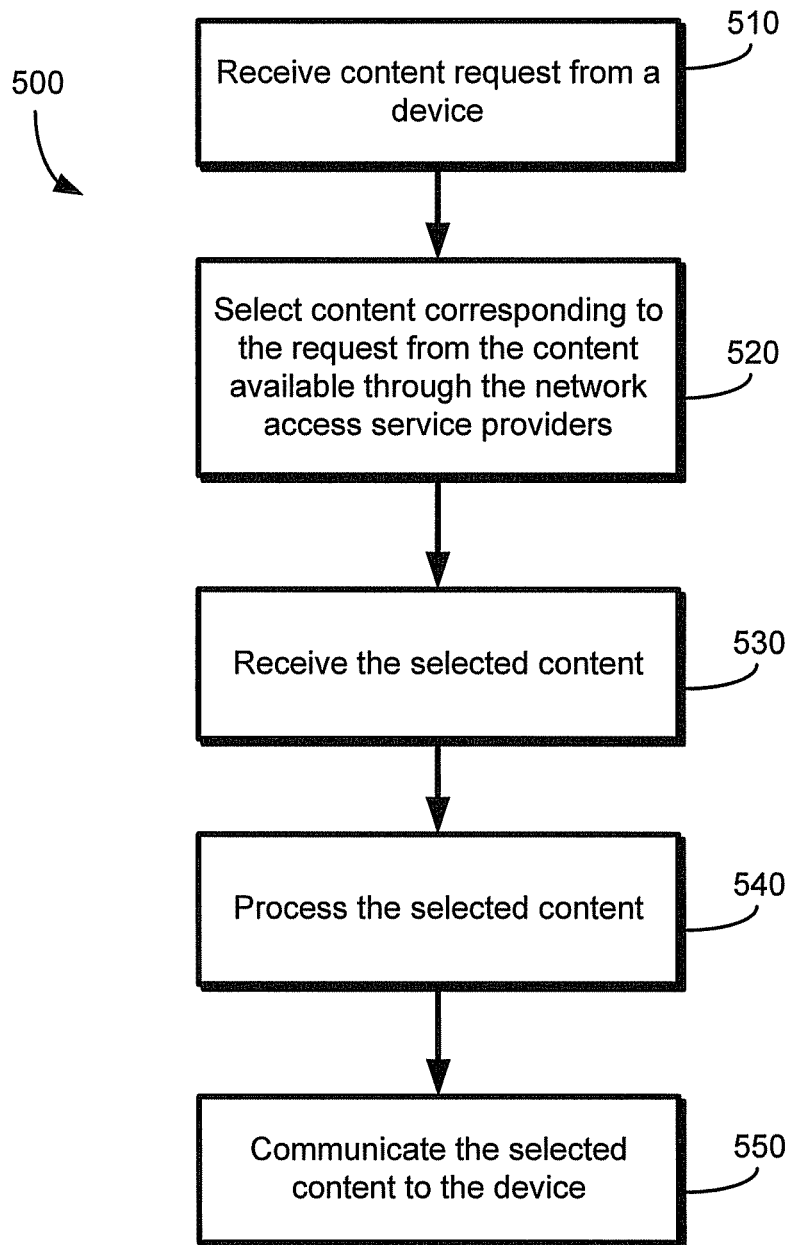 510
Receive content request from a
device
500
Select content corresponding to
the request from the content
available through the network
access service providers
520
Receive the selected content
530
Process the selected content
540
Communicate the selected
content to the device
550